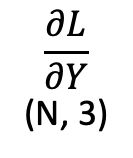 ∂L
∂Y
(N, 3)